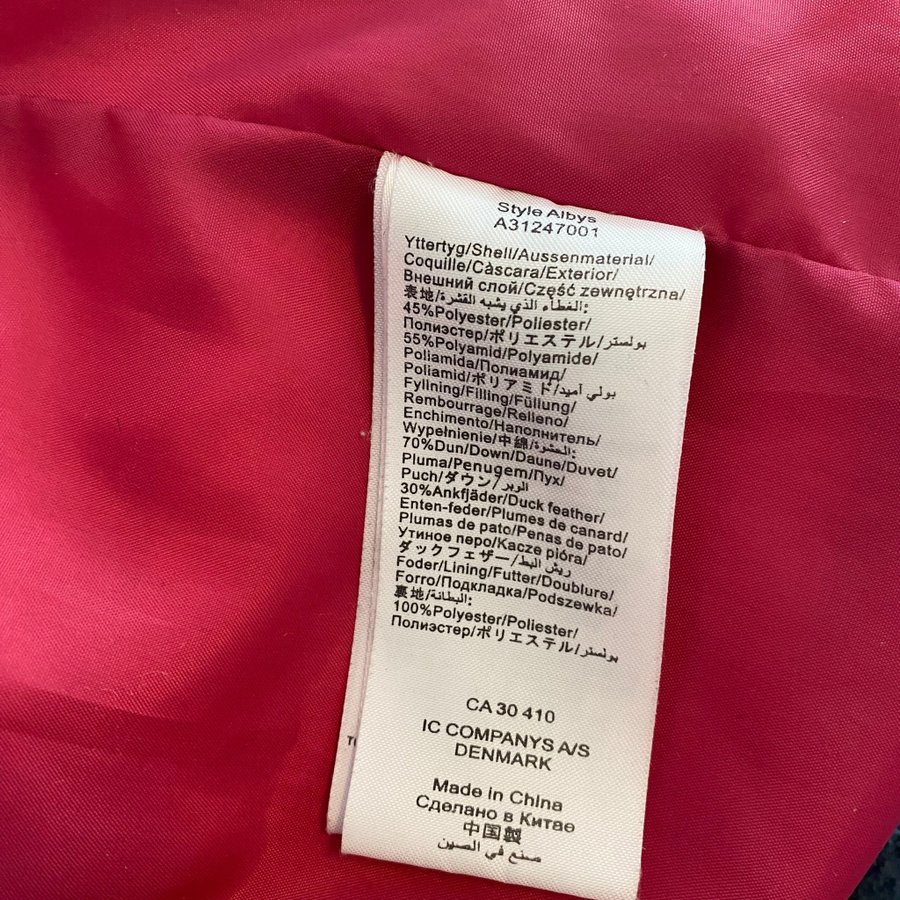 Style Albys
A31247001
Yttertyg/Shell/Aussenmaterial/
Coquille/Càscara/Exterior/
Внешний слой/Część zewnętrzna/
表地/الغطاء الذي يشبه القشرة:
45%Polyester/Poliester/
Полиэстер/ポリエステル/بولستر
55%Polyamid/Polyamide/
Poliamida/Полиамид/
Poliamid/ポリアミド/بولي أميد
Fyllning/Filling/Füllung/
Rembourrage/Relleno/
Enchimento/Наполнитель/
Wypełnienie/中綿/الحشوة:
70%Dun/Down/Daune/Duvet/
Pluma/Penugem/Пух/
Puch/ダウン/الوبر
30%Ankfjäder/Duck feather/
Enten-feder/Plumes de canard/
Plumas de pato/Penas de pato/
Утиное перо/Kacze pióra/
ダックフェザー/ريش البط
Foder/Lining/Futter/Doublure/
Forro/Подкладка/Podszewka/
裏地/البطانة:
100%Polyester/Poliester/
Полиэстер/ポリエステル/بولستر
CA 30 410
IC COMPANYS A/S
DENMARK
Made in China
Сделано в Китае
中国製
صنع في الصين